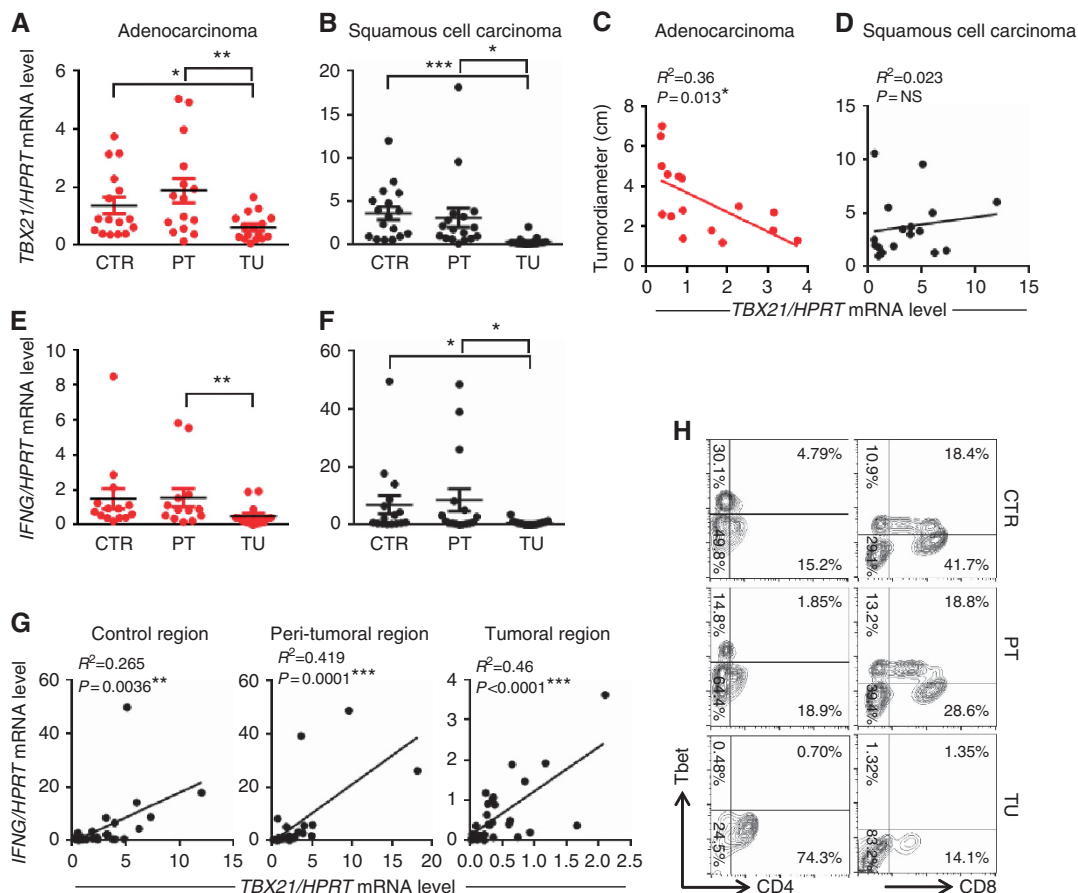 A
Adenocarcinoma
TBX21/HPRT mRNA level
6
4
2
0
*
**
CTR PT TU
B
Squamous cell carcinoma
20
15
10
5
0
***
*
CTR PT TU
C
Adenocarcinoma
R²=0.36
P=0.013*
Tumordiameter (cm)
8
6
4
2
0
0 1 2 3 4
D
Squamous cell carcinoma
R²=0.023
P=NS
15
10
5
0
0 5 10 15
TBX21/HPRT mRNA level
E
IFNG/HPRT mRNA level
10
8
6
4
2
0
**
CTR PT TU
F
60
40
20
0
*
*
CTR PT TU
G
Control region
R²=0.265
P=0.0036**
IFNG/HPRT mRNA level
60
40
20
0
0 5 10 15
Peri-tumoral region
R²=0.419
P=0.0001***
60
40
20
0
0 5 10 15 20
Tumoral region
R²=0.46
P<0.0001***
4
3
2
1
0
0.0 0.5 1.0 1.5 2.0 2.5
TBX21/HPRT mRNA level
H
30.1% 4.79%
49.8% 15.2%
10.9% 18.4%
29.1% 41.7%
CTR
14.8% 1.85%
64.4% 18.9%
13.2% 18.8%
39.4% 28.6%
PT
0.48% 0.70%
24.5% 74.3%
1.32% 1.35%
83.2% 14.1%
TU
Tbet
CD4 CD8